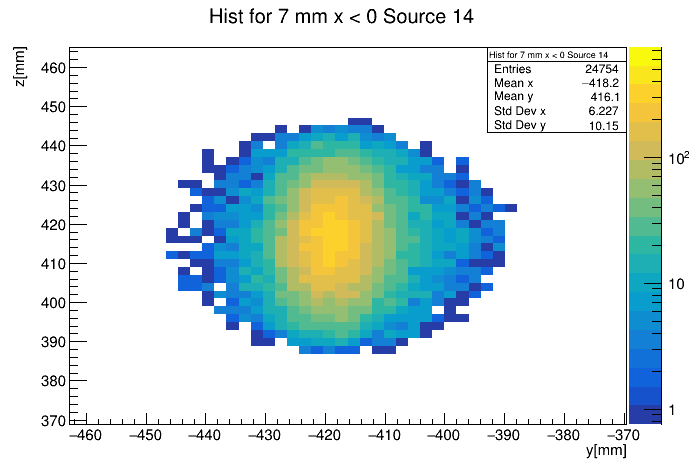 Hist for 7 mm x < 0 Source 14
z[mm]
Hist for 7 mm x < 0 Source 14
Entries 24754
Mean x −418.2
Mean y 416.1
Std Dev x 6.227
Std Dev y 10.15
460
450
440
430
420
410
400
390
380
370
−460 −450 −440 −430 −420 −410 −400 −390 −380 −370
y[mm]
10²
10
1